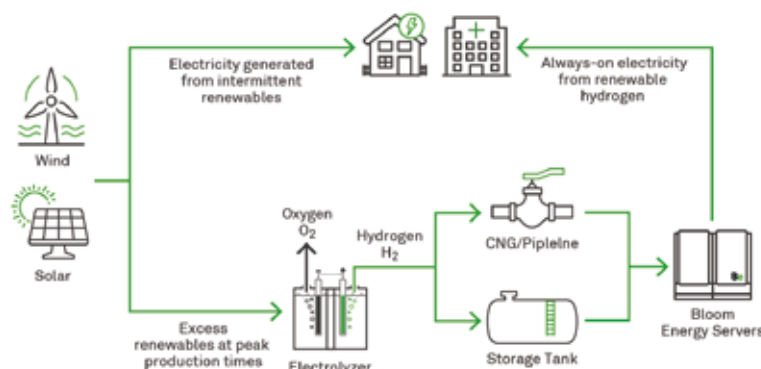 Electricity generated
from intermittent
renewables
Always-on electricity
from renewable
hydrogen
Wind
Solar
Oxygen
O2
Hydrogen
H2
CNG/Piplelne
Storage Tank
Bloom
Energy Servers
Excess
renewables at peak
production times
Electrolyzer